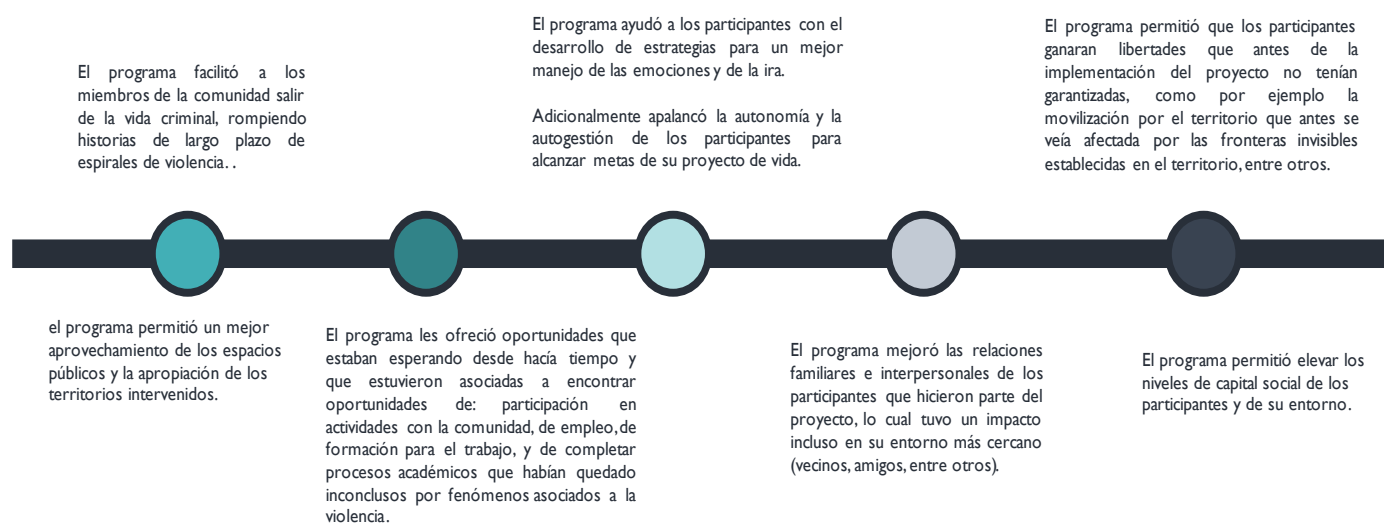 El programa facilitó a los
miembros de la comunidad salir
de la vida criminal, rompiendo
historias de largo plazo de
espirales de violencia. .
El programa ayudó a los participantes con el
desarrollo de estrategias para un mejor
manejo de las emociones y de la ira.
Adicionalmente apalancó la autonomía y la
autogestión de los participantes para
alcanzar metas de su proyecto de vida.
El programa permitió que los participantes
ganaran libertades que antes de la
implementación del proyecto no tenían
garantizadas, como por ejemplo la
movilización por el territorio que antes se
veía afectada por las fronteras invisibles
establecidas en el territorio, entre otros.
el programa permitió un mejor
aprovechamiento de los espacios
públicos y la apropiación de los
territorios intervenidos.
El programa les ofreció oportunidades que
estaban esperando desde hacía tiempo y
que estuvieron asociadas a encontrar
oportunidades de: participación en
actividades con la comunidad, de empleo, de
formación para el trabajo, y de completar
procesos académicos que habían quedado
inconclusos por fenómenos asociados a la
violencia.
El programa mejoró las relaciones
familiares e interpersonales de los
participantes que hicieron parte del
proyecto, lo cual tuvo un impacto
incluso en su entorno más cercano
(vecinos, amigos, entre otros).
El programa permitió elevar los
niveles de capital social de los
participantes y de su entorno.